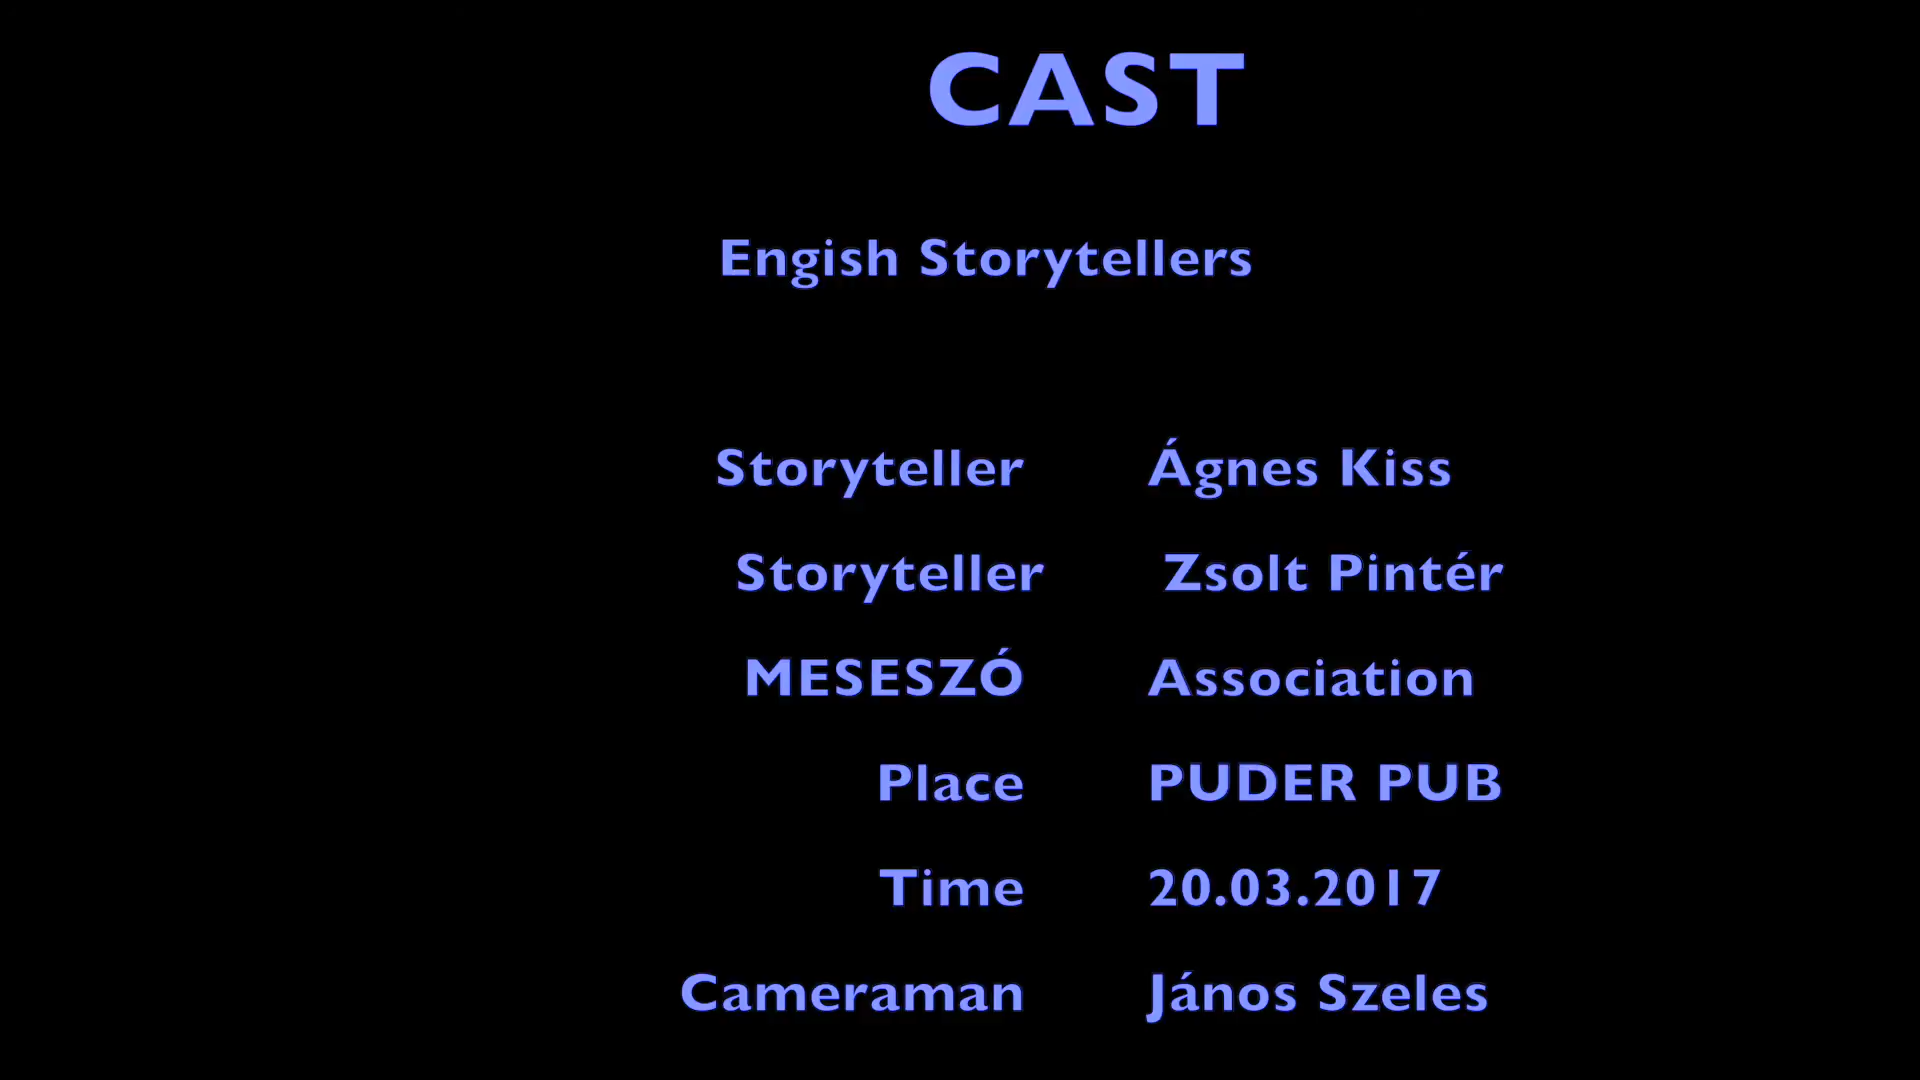 CAST
Engish Storytellers
Storyteller Ágnes Kiss
Storyteller Zsolt Pintér
MESESZÓ Association
Place PUDER PUB
Time 20.03.2017
Cameraman János Szeles